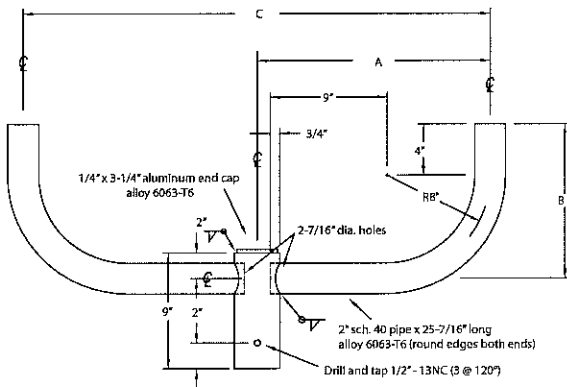 C
℄
℄
A
9"
3/4"
4"
℄
1/4" x 3-1/4" aluminum end cap
alloy 6063-T6
R8"
B
2"
2-7/16" dia. holes
℄
9"
2"
2" sch. 40 pipe x 25-7/16" long
alloy 6063-T6 (round edges both ends)
Drill and tap 1/2" - 13NC (3 @ 120°)